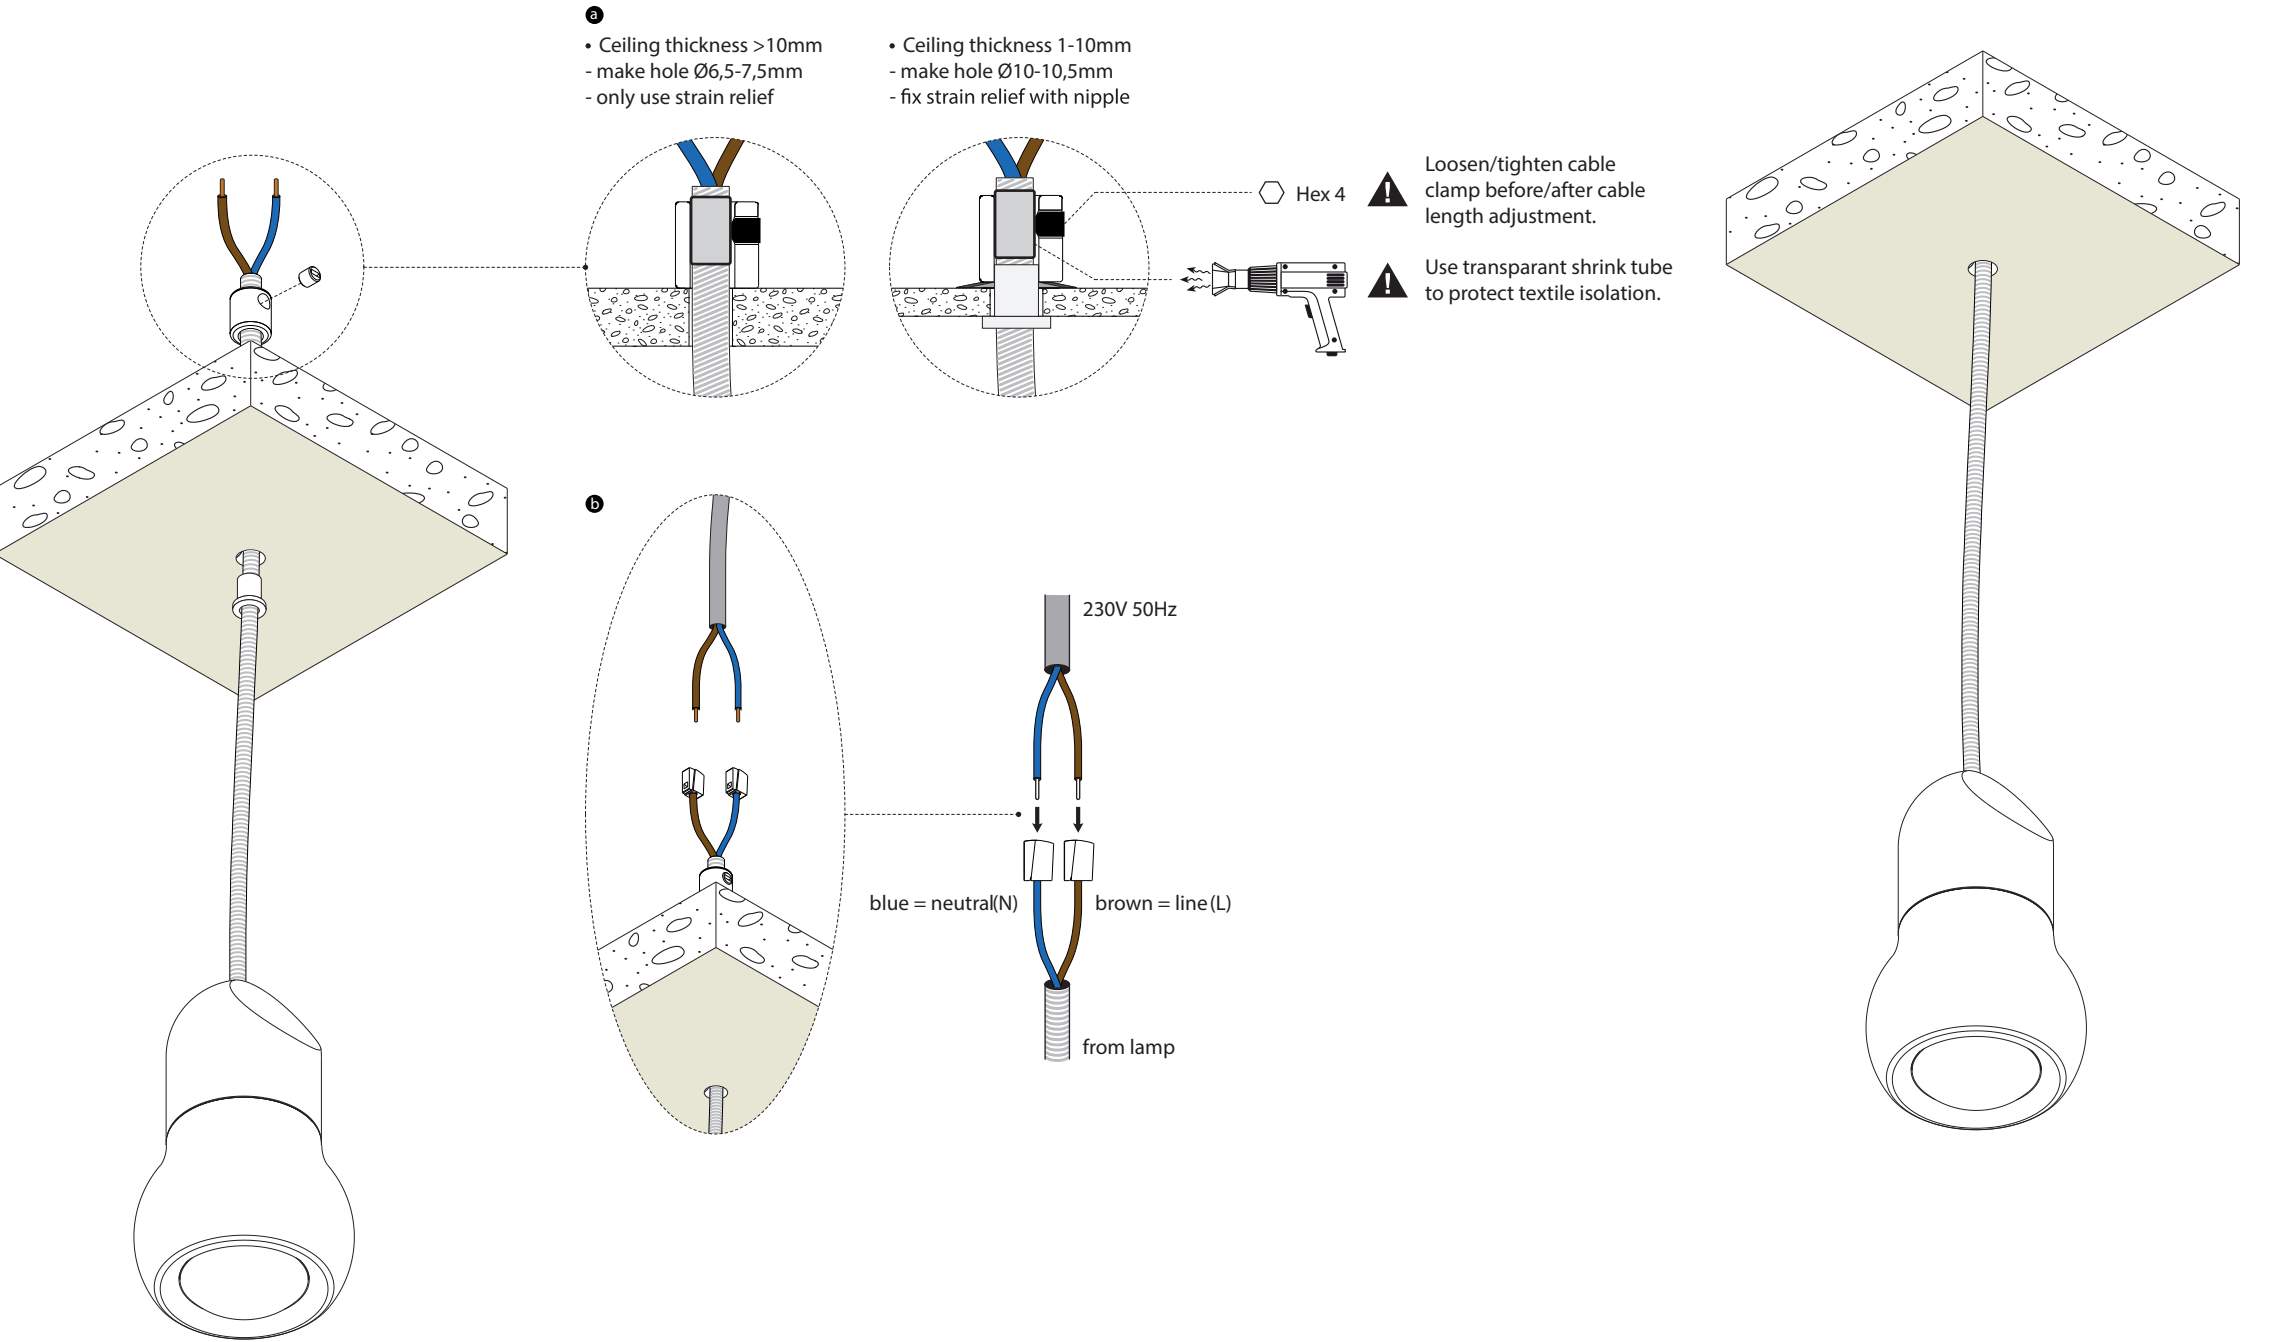 a
• Ceiling thickness >10mm
- make hole Ø6,5-7,5mm
- only use strain relief
• Ceiling thickness 1-10mm
- make hole Ø10-10,5mm
- fix strain relief with nipple
Hex 4
!
Loosen/tighten cable
clamp before/after cable
length adjustment.
!
Use transparant shrink tube
to protect textile isolation.
b
230V 50Hz
blue = neutral(N)
brown = line(L)
from lamp